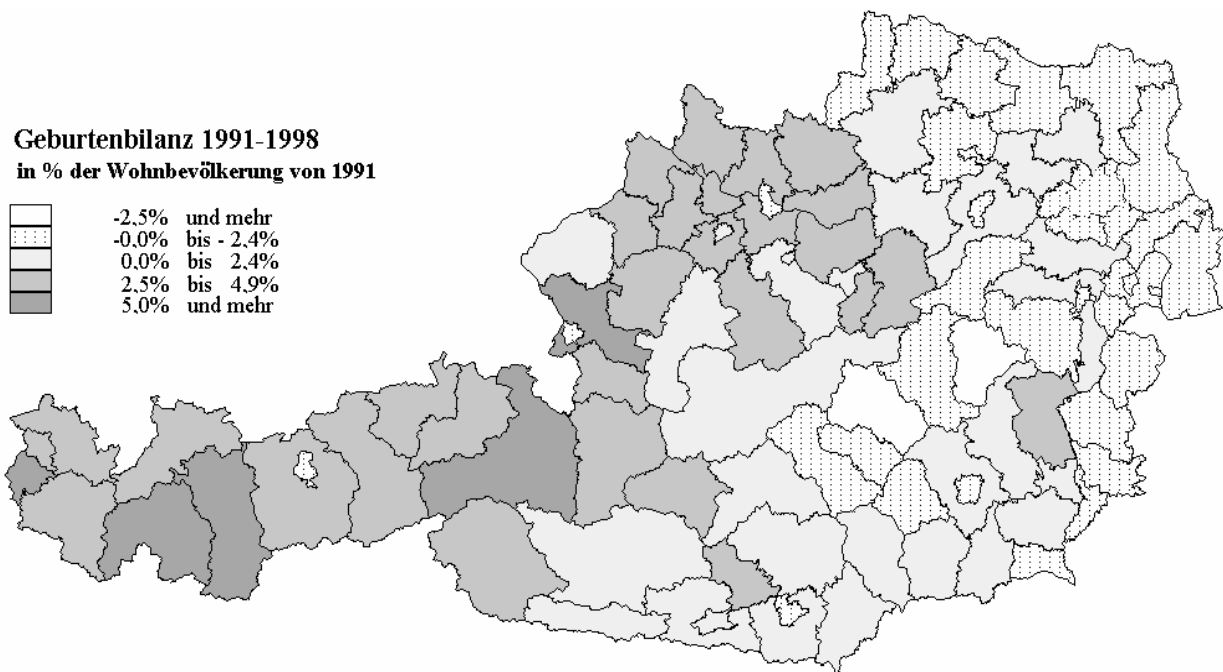 Geburtenbilanz 1991-1998
in % der Wohnbevölkerung von 1991
-2.5% und mehr
-0.0% bis - 2.4%
0.0% bis 2.4%
2.5% bis 4.9%
5.0% und mehr